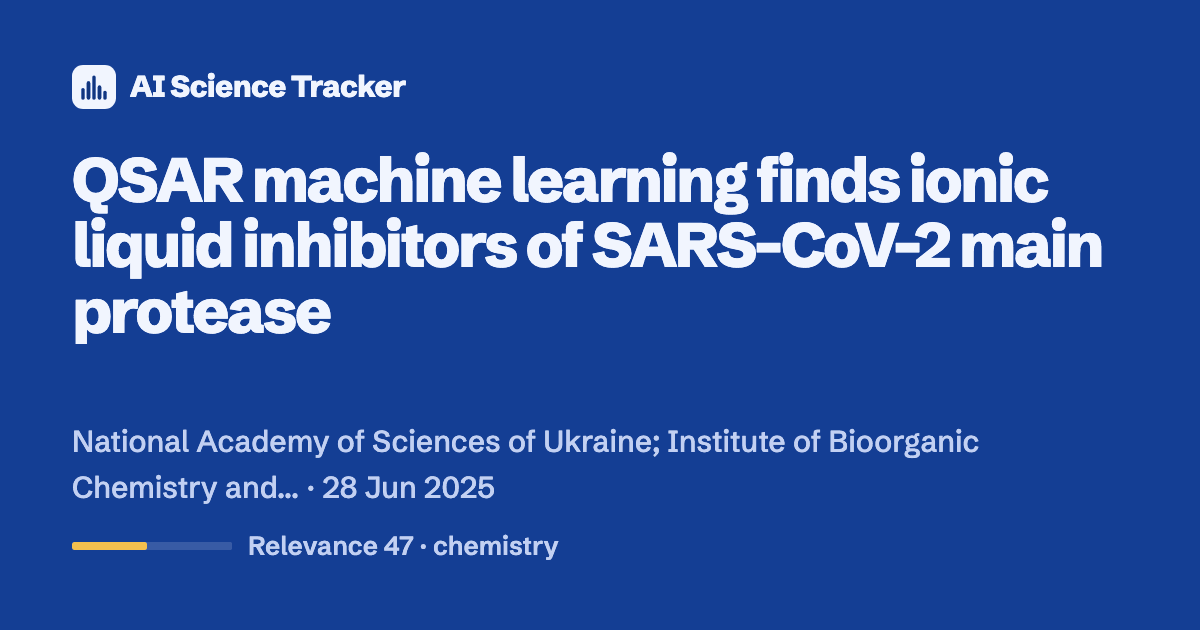 AI Science Tracker
QSAR machine learning finds ionic
liquid inhibitors of SARS-CoV-2 main
protease
National Academy of Sciences of Ukraine; Institute of Bioorganic
Chemistry and... · 28 Jun 2025
Relevance 47 · chemistry